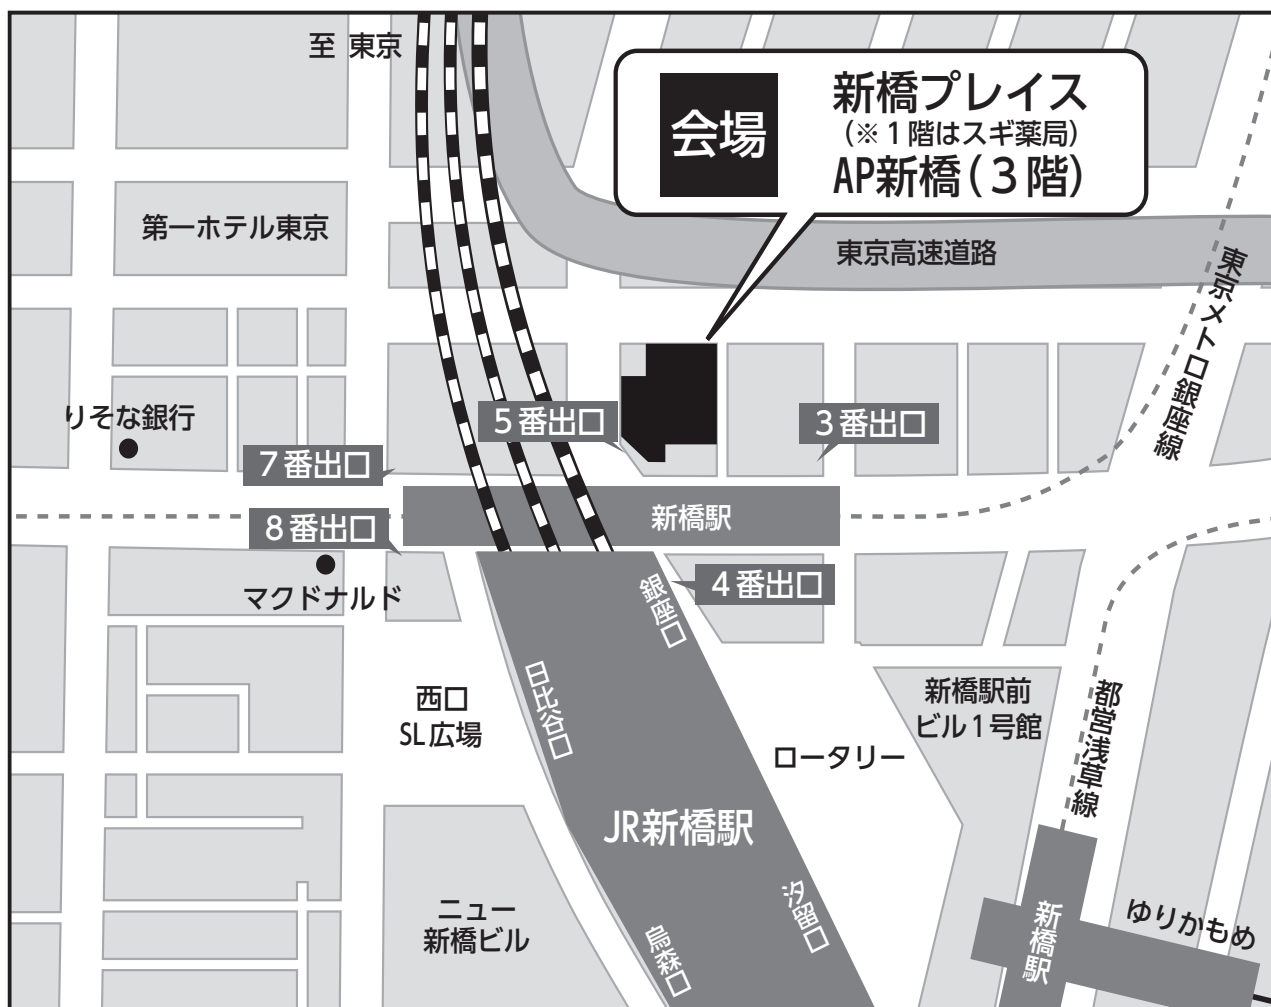 至 東京
会場
新橋プレイス
(※1階はスギ薬局)
AP新橋(3階)
第一ホテル東京
東京高速道路
東京メトロ銀座線
りそな銀行
5番出口
3番出口
7番出口
新橋駅
8番出口
マクドナルド
4番出口
銀座口
日比谷口
西口
SL広場
新橋駅前
ビル1号館
都営浅草線
ロータリー
JR新橋駅
汐留口
ニュー
新橋ビル
烏森口
新橋駅
ゆりかもめ